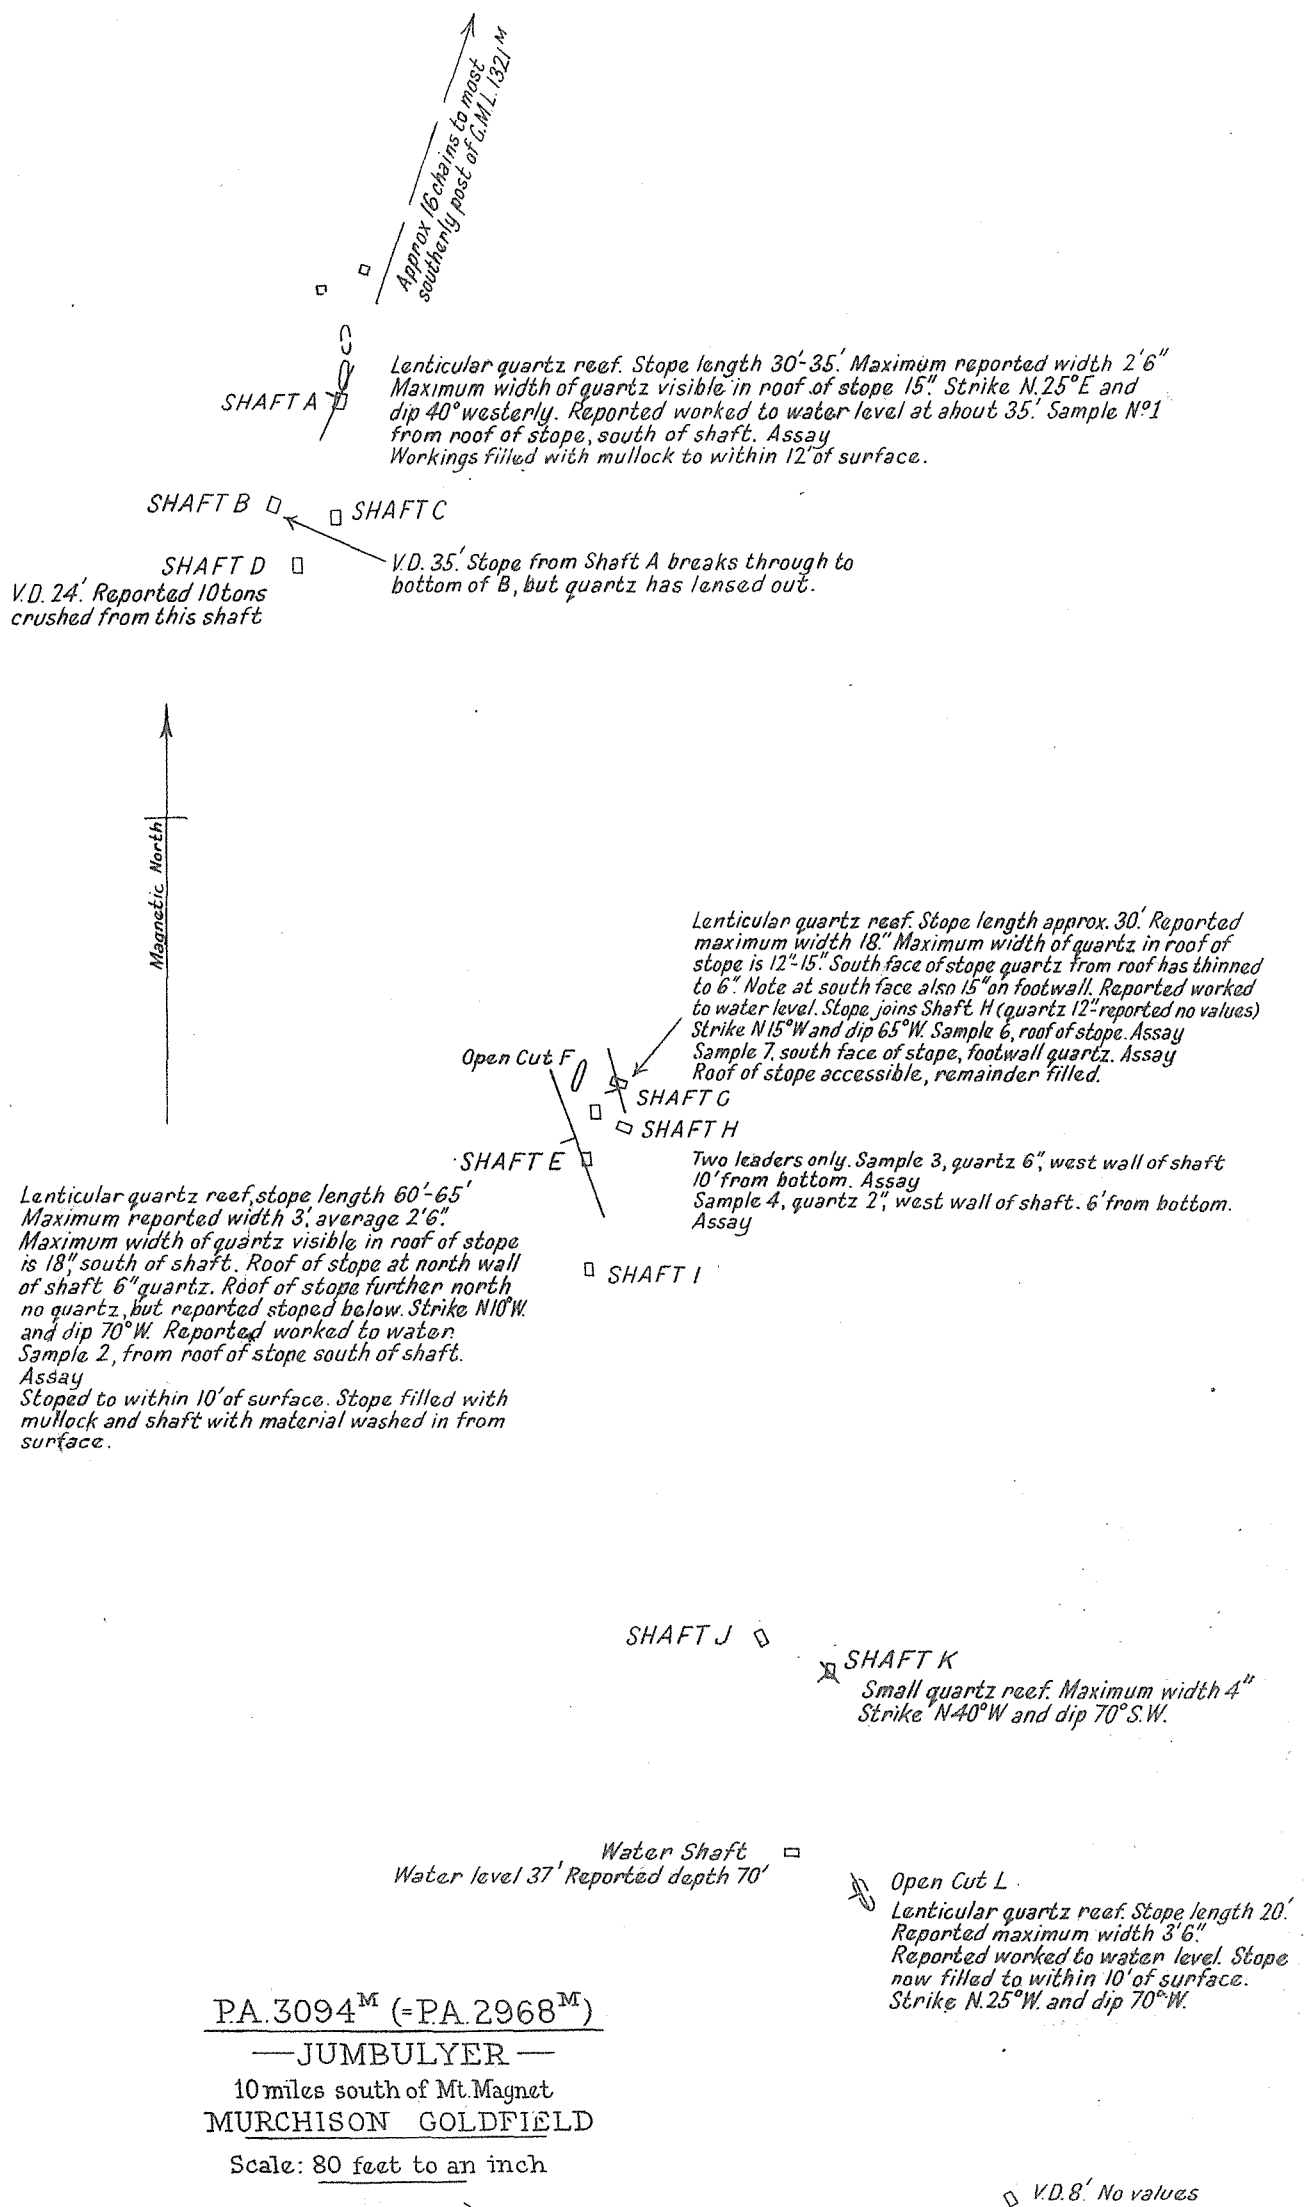 Approx 16 chains to most
southerly post of G.M.L. 1321ᴹ
Lenticular quartz reef. Stope length 30'-35'. Maximum reported width 2'6"
Maximum width of quartz visible in roof of stope 15". Strike N.25°E and
dip 40° westerly. Reported worked to water level at about 35'. Sample Nº1
from roof of stope, south of shaft. Assay
Workings filled with mullock to within 12' of surface.
SHAFT A
SHAFT B
SHAFT C
SHAFT D
V.D. 24'. Reported 10 tons
crushed from this shaft
V.D. 35'. Stope from Shaft A breaks through to
bottom of B, but quartz has lensed out.
Magnetic North
Lenticular quartz reef. Stope length approx. 30'. Reported
maximum width 18". Maximum width of quartz in roof of
stope is 12"-15". South face of stope quartz from roof has thinned
to 6". Note at south face also 15" on footwall. Reported worked
to water level. Stope joins Shaft H (quartz 12"-reported no values)
Strike N15°W and dip 65°W. Sample 6, roof of stope. Assay
Sample 7, south face of stope, footwall quartz. Assay
Roof of stope accessible, remainder filled.
Open Cut F
SHAFT G
SHAFT H
SHAFT E
Two leaders only. Sample 3, quartz 6", west wall of shaft
10' from bottom. Assay
Sample 4, quartz 2", west wall of shaft. 6' from bottom.
Assay
Lenticular quartz reef, stope length 60'-65'
Maximum reported width 3', average 2'6".
Maximum width of quartz visible in roof of stope
is 18", south of shaft. Roof of stope at north wall
of shaft 6" quartz. Roof of stope further north
no quartz, but reported stoped below. Strike N10°W.
and dip 70°W. Reported worked to water.
Sample 2, from roof of stope south of shaft.
Assay
Stoped to within 10' of surface. Stope filled with
mullock and shaft with material washed in from
surface.
SHAFT I
SHAFT J
SHAFT K
Small quartz reef. Maximum width 4"
Strike N40°W and dip 70° S.W.
Water Shaft
Water level 37' Reported depth 70'
Open Cut L
Lenticular quartz reef. Stope length 20'.
Reported maximum width 3'6".
Reported worked to water level. Stope
now filled to within 10' of surface.
Strike N.25°W. and dip 70° W.
P.A. 3094ᴹ (=P.A. 2968ᴹ)
—JUMBULYER—
10 miles south of Mt. Magnet
MURCHISON GOLDFIELD
Scale: 80 feet to an inch
V.D. 8' No values